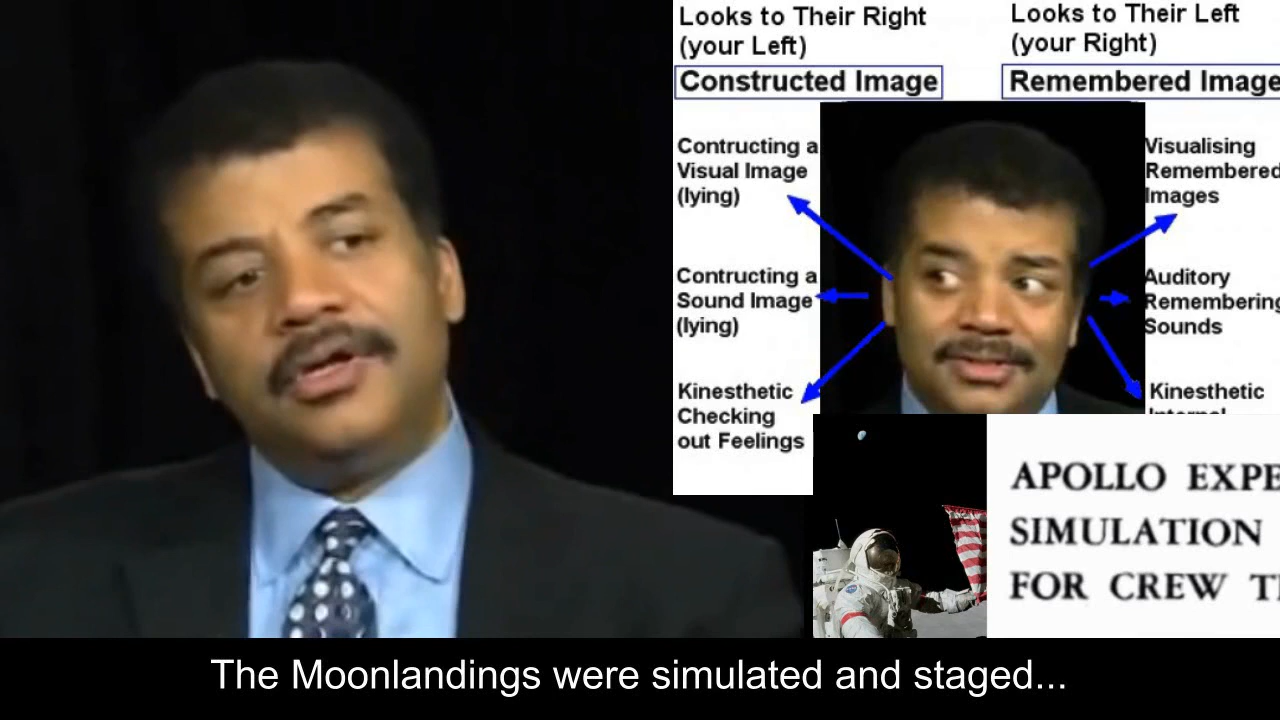 Looks to Their Right
(your Left)
Constructed Image
Looks to Their Left
(your Right)
Remembered Image
Contructing a
Visual Image
(lying)
Contructing a
Sound Image
(lying)
Kinesthetic
Checking
out Feelings
Visualising
Remembered
Images
Auditory
Remembering
Sounds
Kinesthetic
APOLLO
SIMULATION
FOR CREW
The Moonlandings were simulated and staged...